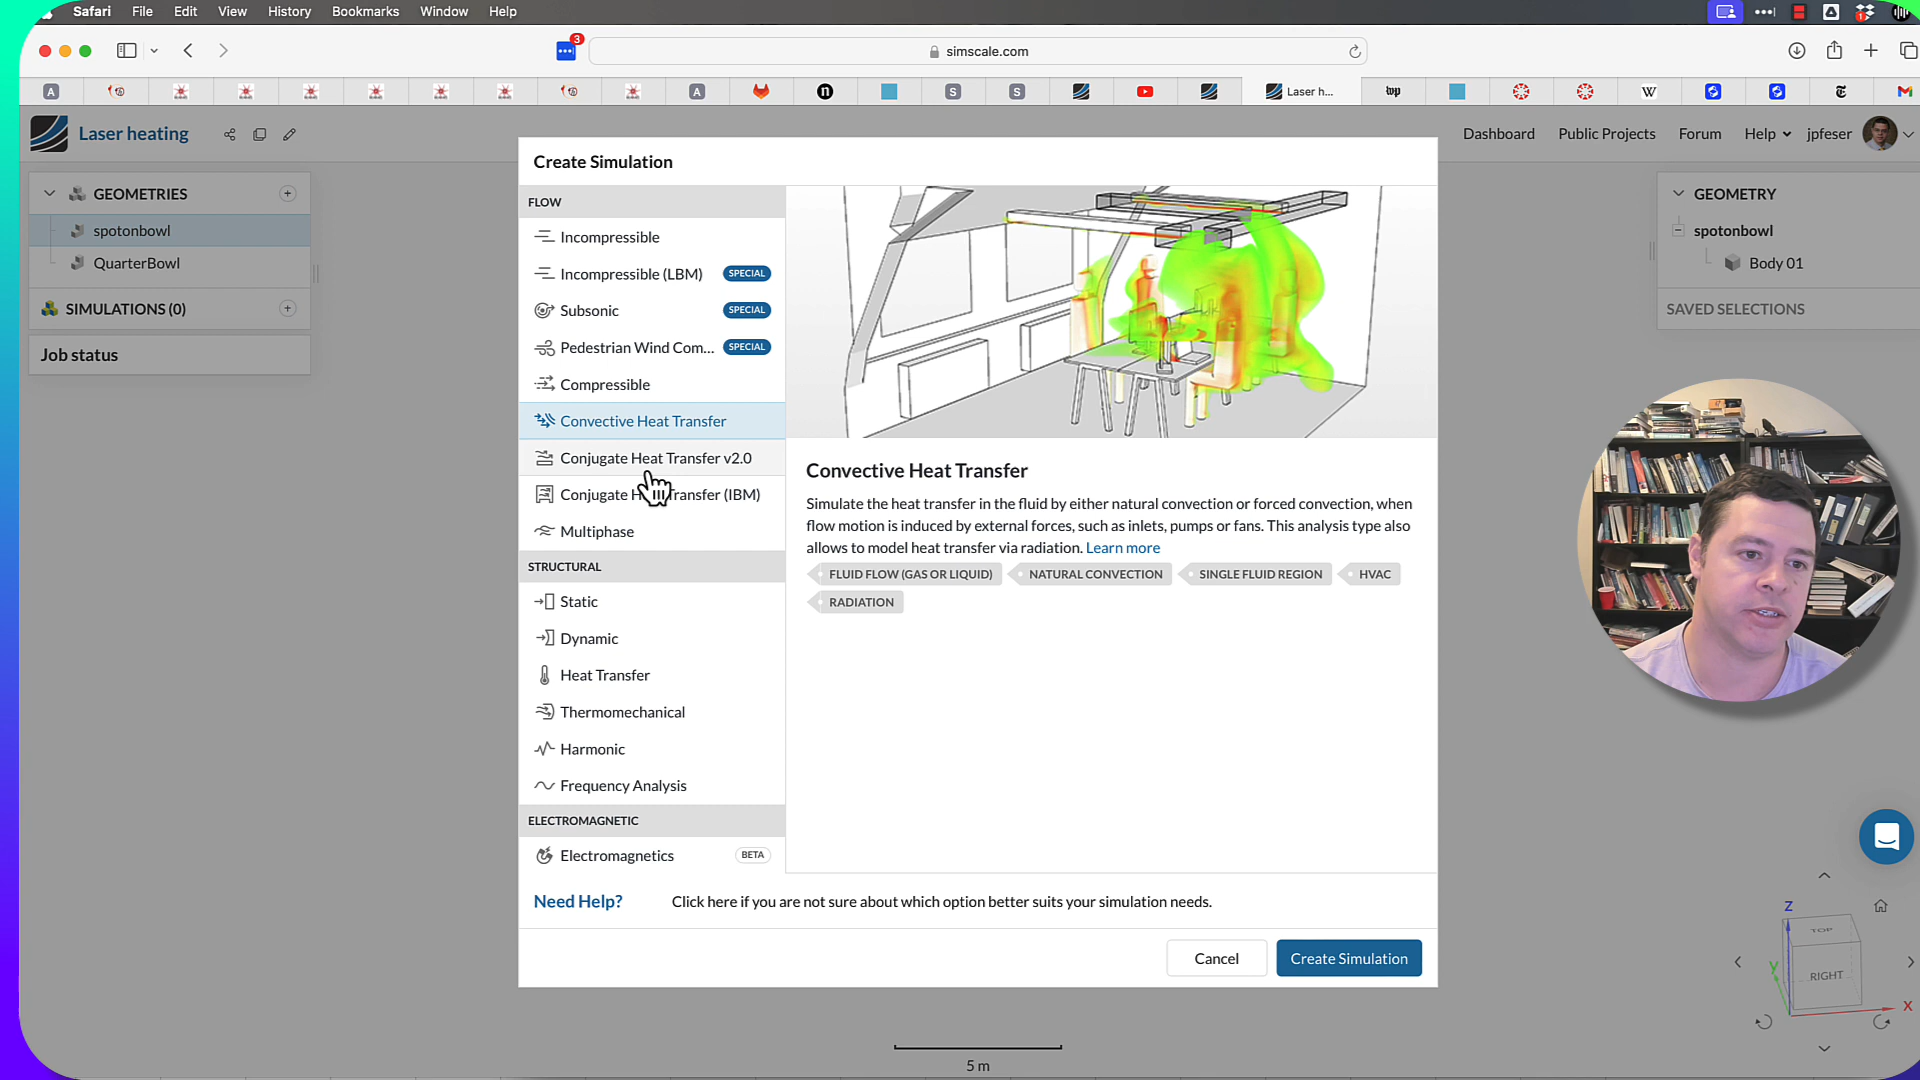 Safari File Edit View History Bookmarks Window Help
3
simscale.com
Laser h...
Laser heating
Dashboard Public Projects Forum Help jpfeser
GEOMETRIES
spotonbowl
QuarterBowl
SIMULATIONS (0)
Job status
Create Simulation
FLOW
Incompressible
Incompressible (LBM) SPECIAL
Subsonic SPECIAL
Pedestrian Wind Com... SPECIAL
Compressible
Convective Heat Transfer
Conjugate Heat Transfer v2.0
Conjugate H Transfer (IBM)
Multiphase
STRUCTURAL
Static
Dynamic
Heat Transfer
Thermomechanical
Harmonic
Frequency Analysis
ELECTROMAGNETIC
Electromagnetics BETA
Convective Heat Transfer
Simulate the heat transfer in the fluid by either natural convection or forced convection, when
flow motion is induced by external forces, such as inlets, pumps or fans. This analysis type also
allows to model heat transfer via radiation. Learn more
FLUID FLOW (GAS OR LIQUID) NATURAL CONVECTION SINGLE FLUID REGION HVAC
RADIATION
Need Help? Click here if you are not sure about which option better suits your simulation needs.
Cancel Create Simulation
GEOMETRY
spotonbowl
Body 01
SAVED SELECTIONS
Z
TOP
Y
RIGHT
X
5 m